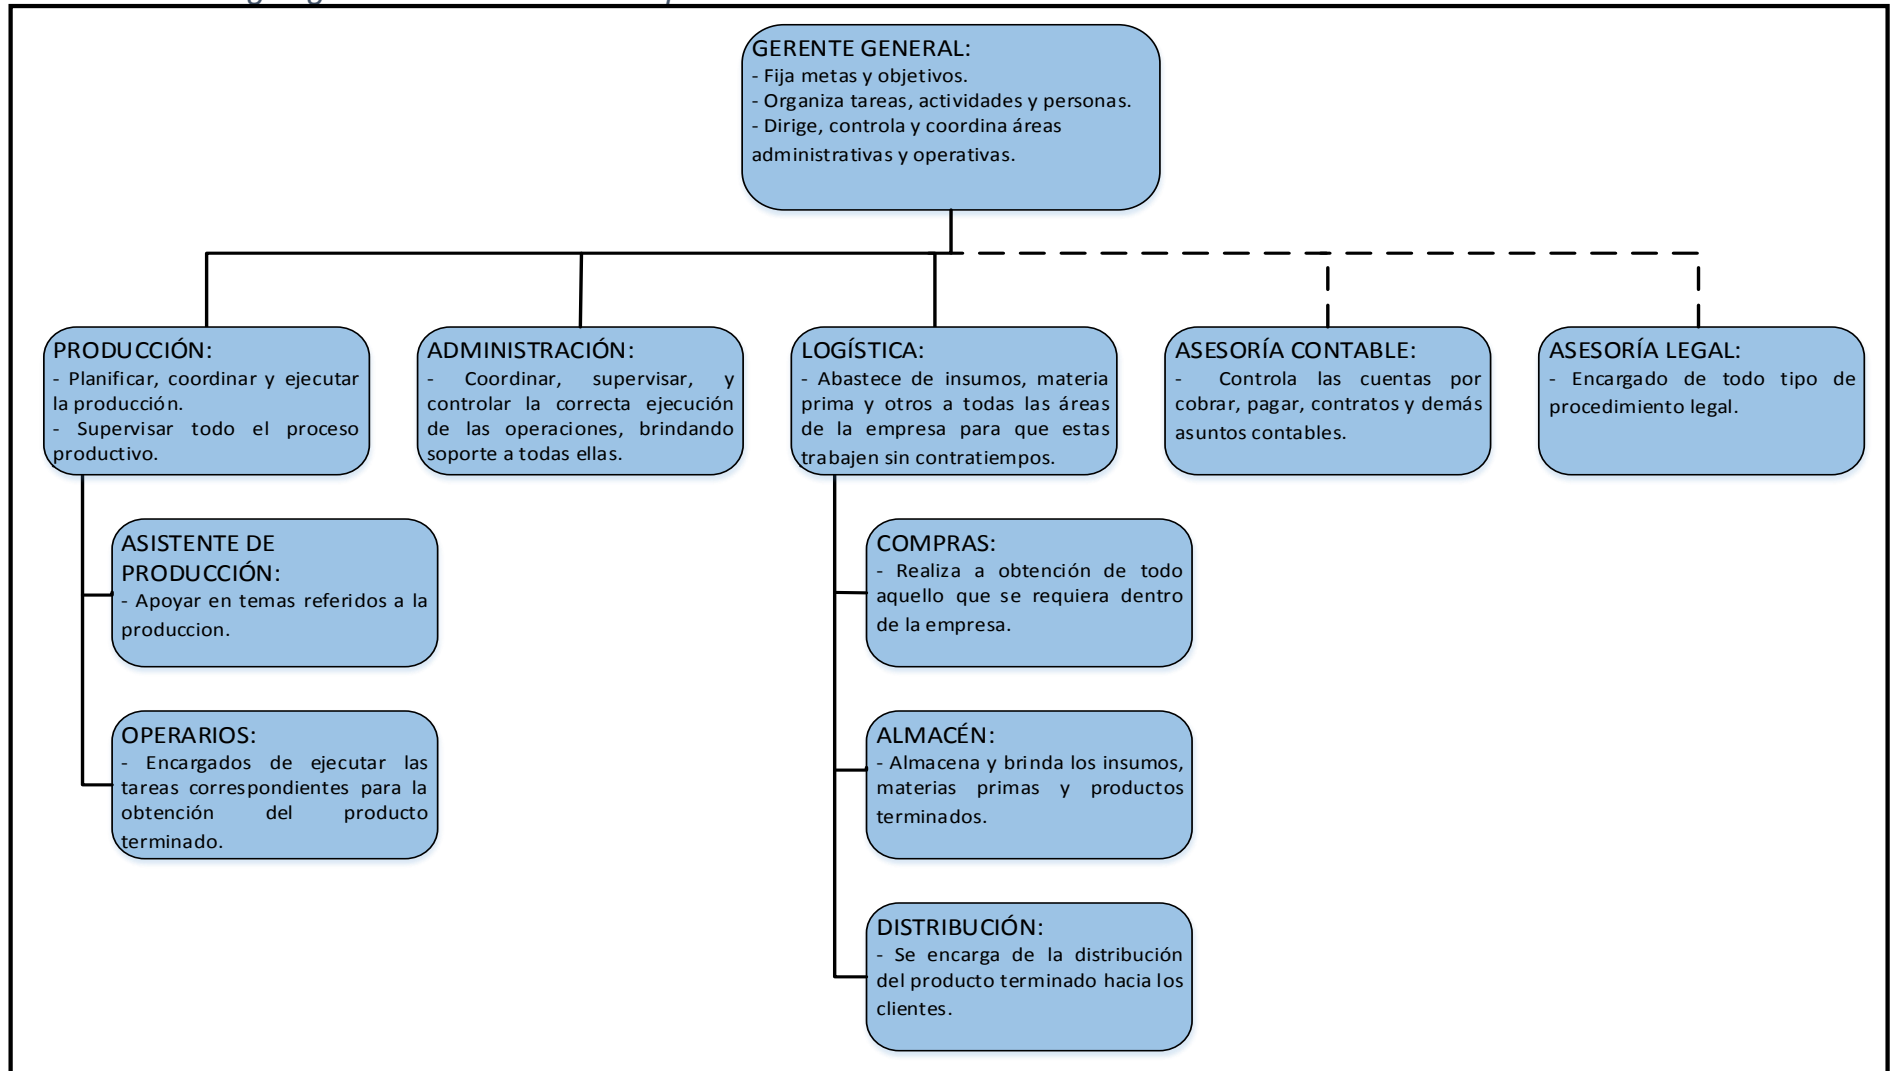 GERENTE GENERAL:
- Fija metas y objetivos.
- Organiza tareas, actividades y personas.
- Dirige, controla y coordina áreas
administrativas y operativas.
PRODUCCIÓN:
- Planificar, coordinar y ejecutar
la producción.
- Supervisar todo el proceso
productivo.
ADMINISTRACIÓN:
- Coordinar, supervisar, y
controlar la correcta ejecución
de las operaciones, brindando
soporte a todas ellas.
LOGÍSTICA:
- Abastece de insumos, materia
prima y otros a todas las áreas
de la empresa para que estas
trabajen sin contratiempos.
ASESORÍA CONTABLE:
- Controla las cuentas por
cobrar, pagar, contratos y demás
asuntos contables.
ASESORÍA LEGAL:
- Encargado de todo tipo de
procedimiento legal.
ASISTENTE DE
PRODUCCIÓN:
- Apoyar en temas referidos a la
produccion.
OPERARIOS:
- Encargados de ejecutar las
tareas correspondientes para la
obtención del producto
terminado.
COMPRAS:
- Realiza a obtención de todo
aquello que se requiera dentro
de la empresa.
ALMACÉN:
- Almacena y brinda los insumos,
materias primas y productos
terminados.
DISTRIBUCIÓN:
- Se encarga de la distribución
del producto terminado hacia los
clientes.